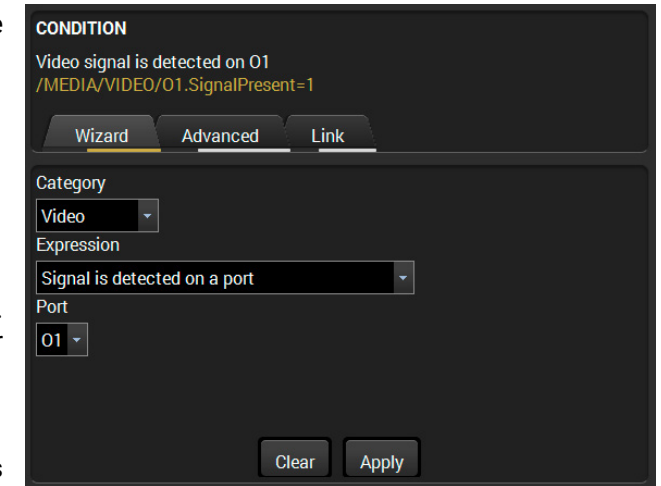 CONDITION
Video signal is detected on O1
/MEDIA/VIDEO/O1.SignalPresent=1
Wizard Advanced Link
Category
Video
Expression
Signal is detected on a port
Port
O1
Clear Apply